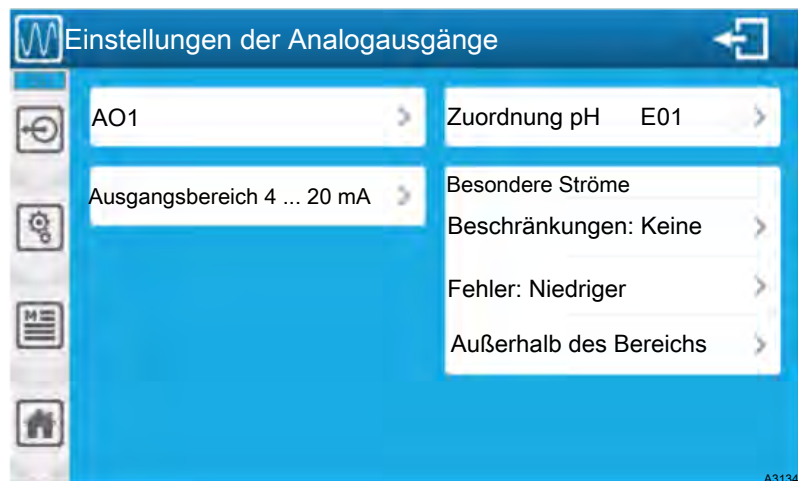 Einstellungen der Analogausgänge
AO1
Zuordnung pH E01
Ausgangsbereich 4 ... 20 mA
Besondere Ströme
Beschränkungen: Keine
Fehler: Niedriger
Außerhalb des Bereichs
M
A3134